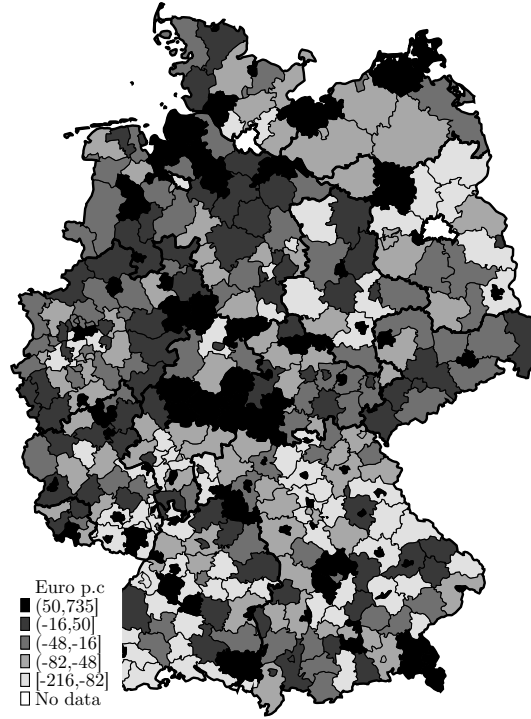 Euro p.c
(50,735]
(-16,50]
(-48,-16]
(-82,-48]
[-216,-82]
No data